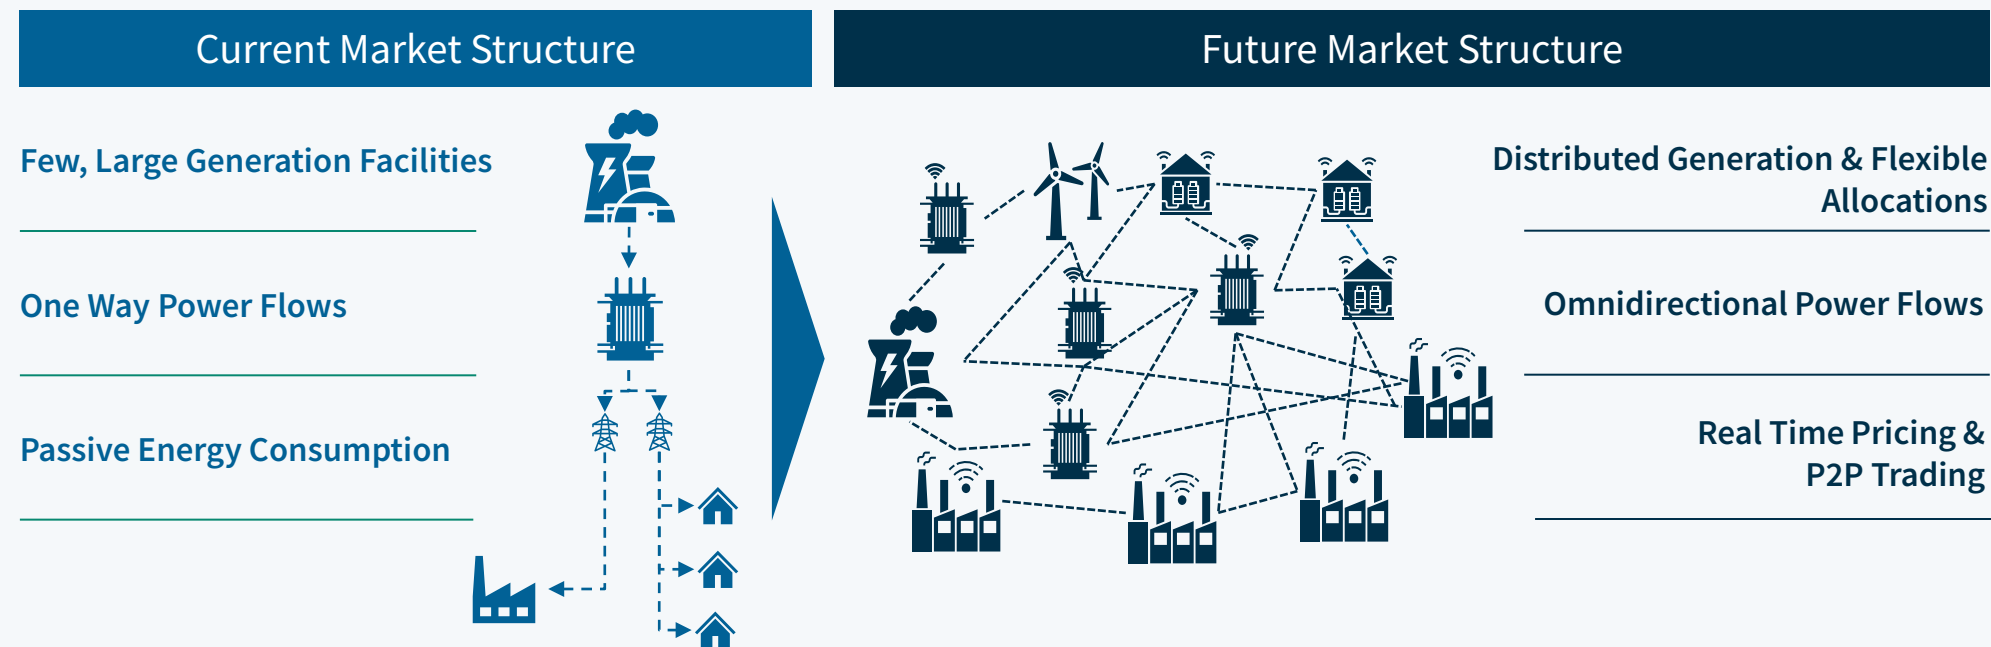 Current Market Structure
Few, Large Generation Facilities
One Way Power Flows
Passive Energy Consumption
Future Market Structure
Distributed Generation & Flexible
Allocations
Omnidirectional Power Flows
Real Time Pricing &
P2P Trading